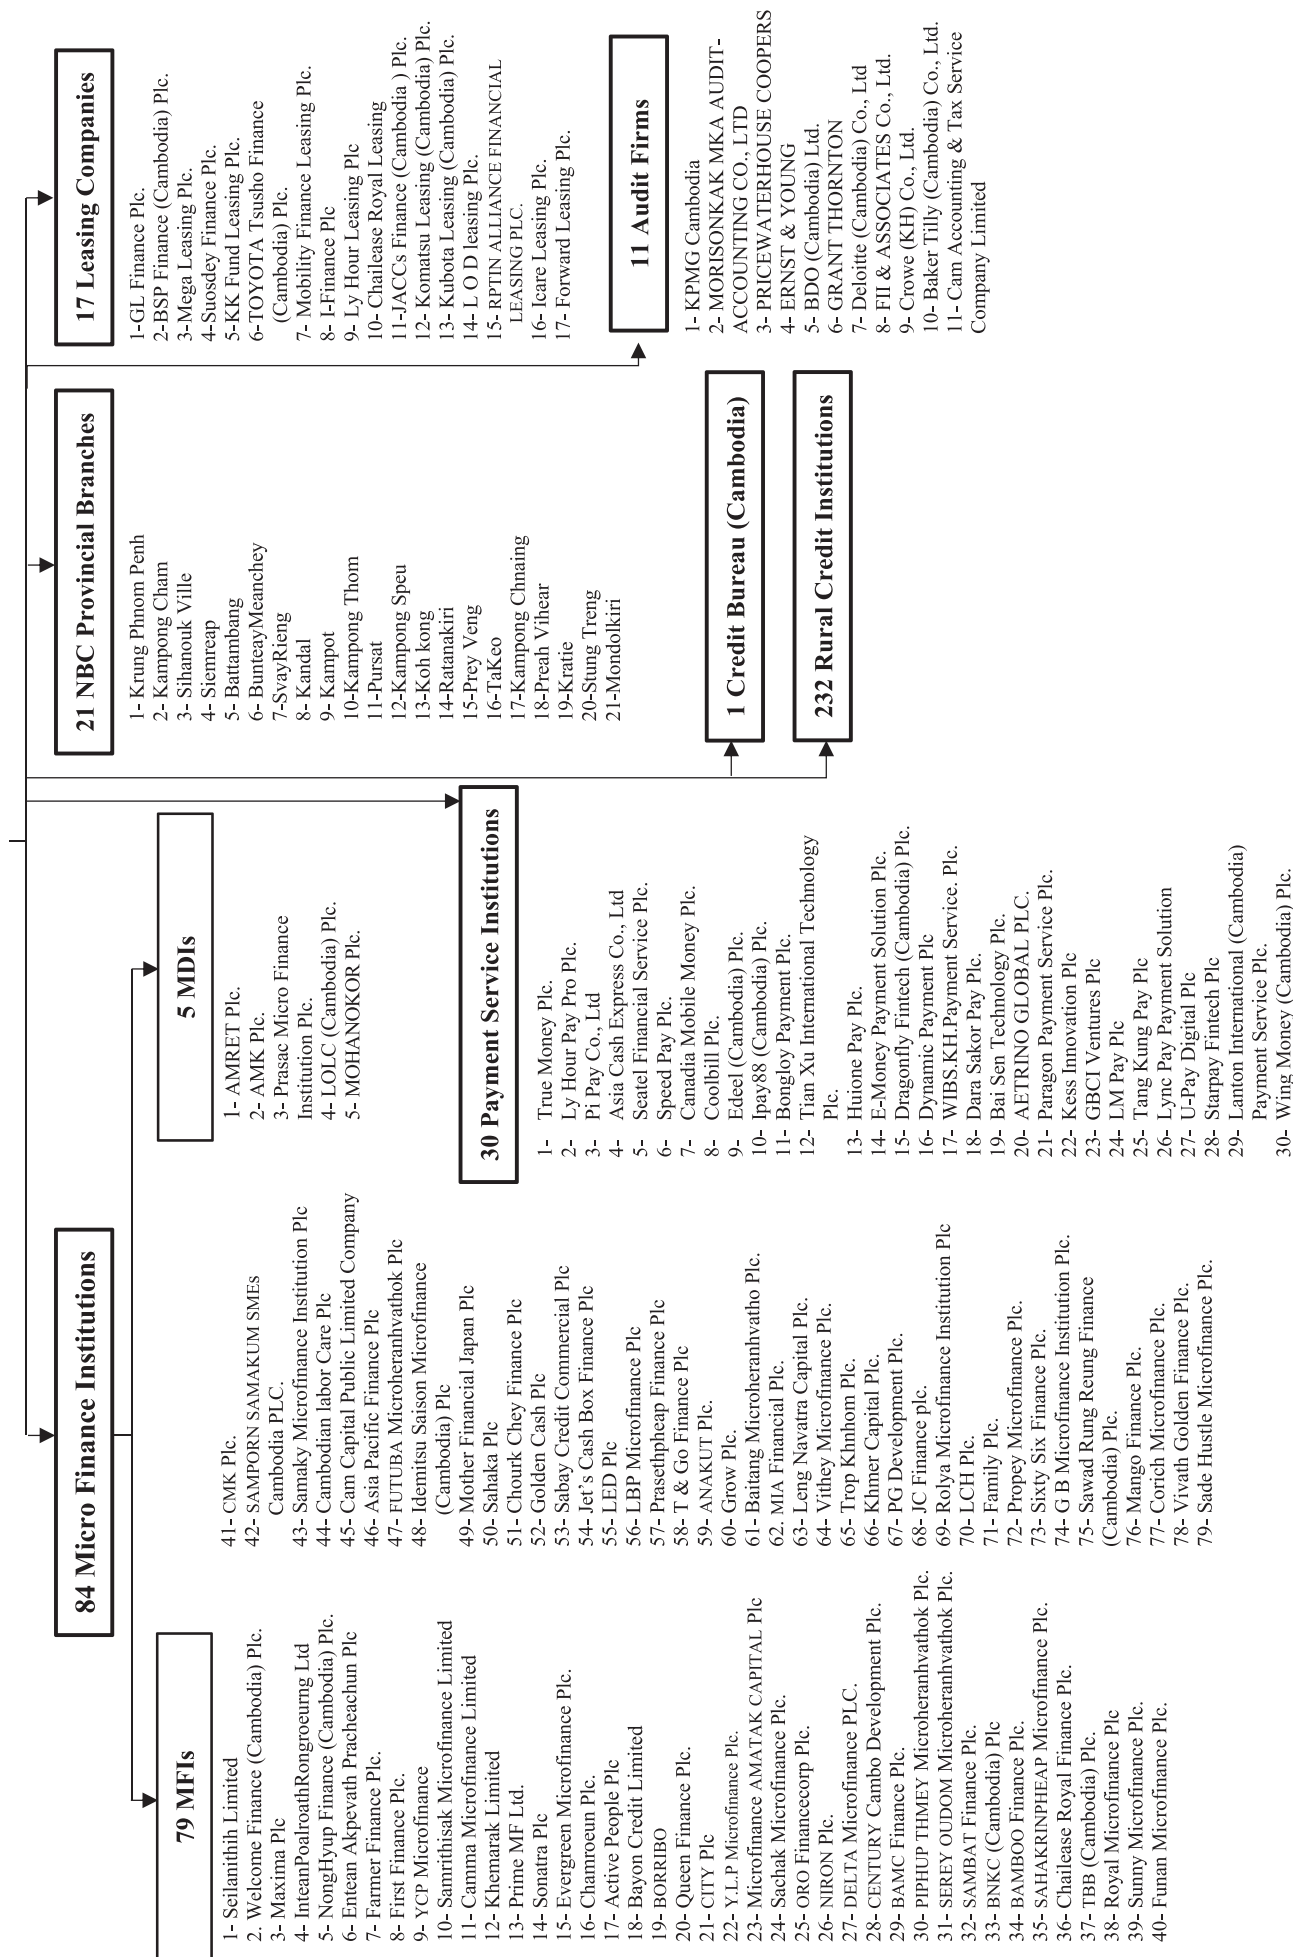 84 Micro Finance Institutions
79 MFIs
1- Seilanithih Limited
2. Welcome Finance (Cambodia) Plc.
3- Maxima Plc
4- InteanPoalroathRongroeurng Ltd
5- NongHyup Finance (Cambodia) Plc.
6- Entean Akpevath Pracheachun Plc
7- Farmer Finance Plc.
8- First Finance Plc.
9- YCP Microfinance
10- Samrithisak Microfinance Limited
11- Camma Microfinance Limited
12- Khemarak Limited
13- Prime MF Ltd.
14- Sonatra Plc
15- Evergreen Microfinance Plc.
16- Chamroeun Plc.
17- Active People Plc
18- Bayon Credit Limited
19- BORRIBO
20- Queen Finance Plc.
21- CITY Plc
22- Y.L.P Microfinance Plc.
23- Microfinance AMATAK CAPITAL Plc
24- Sachak Microfinance Plc.
25- ORO Financecorp Plc.
26- NIRON Plc.
27- DELTA Microfinance PLC.
28- CENTURY Cambo Development Plc.
29- BAMC Finance Plc.
30- PIPHUP THMEY Microheranhvathok Plc.
31- SEREY OUDOM Microheranhvathok Plc.
32- SAMBAT Finance Plc.
33- BNKC (Cambodia) Plc
34- BAMBOO Finance Plc.
35- SAHAKRINPHEAP Microfinance Plc.
36- Chailease Royal Finance Plc.
37- TBB (Cambodia) Plc.
38- Royal Microfinance Plc
39- Sunny Microfinance Plc.
40- Funan Microfinance Plc.
41- CMK Plc.
42- SAMPORN SAMAKUM SMEs
Cambodia PLC.
43- Samaky Microfinance Institution Plc
44- Cambodian labor Care Plc
45- Cam Capital Public Limited Company
46- Asia Pacific Finance Plc
47- FUTUBA Microheranhvathok Plc
48- Idemitsu Saison Microfinance
(Cambodia) Plc
49- Mother Financial Japan Plc
50- Sahaka Plc
51- Chourk Chey Finance Plc
52- Golden Cash Plc
53- Sabay Credit Commercial Plc
54- Jet's Cash Box Finance Plc
55- LED Plc
56- LBP Microfinance Plc
57- Prasethpheap Finance Plc
58- T & Go Finance Plc
59- ANAKUT Plc.
60- Grow Plc.
61- Baitang Microheranhvatho Plc.
62. MIA Financial Plc.
63- Leng Navatra Capital Plc.
64- Vithey Microfinance Plc.
65- Trop Khnhom Plc.
66- Khmer Capital Plc.
67- PG Development Plc.
68- JC Finance plc.
69- Rolya Microfinance Institution Plc
70- LCH Plc.
71- Family Plc.
72- Propey Microfinance Plc.
73- Sixty Six Finance Plc.
74- G B Microfinance Institution Plc.
75- Sawad Rung Reung Finance
(Cambodia) Plc.
76- Mango Finance Plc.
77- Corich Microfinance Plc.
78- Vivath Golden Finance Plc.
79- Sade Hustle Microfinance Plc.
5 MDIs
1- AMRET Plc.
2- AMK Plc.
3- Prasac Micro Finance
Institution Plc.
4- LOLC (Cambodia) Plc.
5- MOHANOKOR Plc.
30 Payment Service Institutions
1- True Money Plc.
2- Ly Hour Pay Pro Plc.
3- Pi Pay Co., Ltd
4- Asia Cash Express Co., Ltd
5- Seatel Financial Service Plc.
6- Speed Pay Plc.
7- Canadia Mobile Money Plc.
8- Coolbill Plc.
9- Edeel (Cambodia) Plc.
10- Ipay88 (Cambodia) Plc.
11- Bongloy Payment Plc.
12- Tian Xu International Technology
Plc.
13- Huione Pay Plc.
14- E-Money Payment Solution Plc.
15- Dragonfly Fintech (Cambodia) Plc.
16- Dynamic Payment Plc
17- WIBS.KH.Payment Service. Plc.
18- Dara Sakor Pay Plc.
19- Bai Sen Technology Plc.
20- AETRINO GLOBAL PLC.
21- Paragon Payment Service Plc.
22- Kess Innovation Plc
23- GBCI Ventures Plc
24- LM Pay Plc
25- Tang Kung Pay Plc
26- Lync Pay Payment Solution
27- U-Pay Digital Plc
28- Starpay Fintech Plc
29- Lanton International (Cambodia)
Payment Service Plc.
30- Wing Money (Cambodia) Plc.
21 NBC Provincial Branches
1- Krung Phnom Penh
2- Kampong Cham
3- Sihanouk Ville
4- Siemreap
5- Battambang
6- BunteayMeanchey
7-SvayRieng
8- Kandal
9- Kampot
10-Kampong Thom
11-Pursat
12-Kampong Speu
13-Koh kong
14-Ratanakiri
15-Prey Veng
16-TaKeo
17-Kampong Chnaing
18-Preah Vihear
19-Kratie
20-Stung Treng
21-Mondolkiri
1 Credit Bureau (Cambodia)
232 Rural Credit Institutions
17 Leasing Companies
1-GL Finance Plc.
2-BSP Finance (Cambodia) Plc.
3-Mega Leasing Plc.
4-Suosdey Finance Plc.
5-KK Fund Leasing Plc.
6-TOYOTA Tsusho Finance
(Cambodia) Plc.
7- Mobility Finance Leasing Plc.
8- I-Finance Plc
9- Ly Hour Leasing Plc
10- Chailease Royal Leasing
11-JACCs Finance (Cambodia ) Plc.
12- Komatsu Leasing (Cambodia) Plc.
13- Kubota Leasing (Cambodia) Plc.
14- L O D leasing Plc.
15- RPTIN ALLIANCE FINANCIAL
LEASING PLC.
16- Icare Leasing Plc.
17- Forward Leasing Plc.
11 Audit Firms
1- KPMG Cambodia
2- MORISONKAK MKA AUDIT-
ACCOUNTING CO., LTD
3- PRICEWATERHOUSE COOPERS
4- ERNST & YOUNG
5- BDO (Cambodia) Ltd.
6- GRANT THORNTON
7- Deloitte (Cambodia) Co., Ltd
8- FII & ASSOCIATES Co., Ltd.
9- Crowe (KH) Co., Ltd.
10- Baker Tilly (Cambodia) Co., Ltd.
11- Cam Accounting & Tax Service
Company Limited